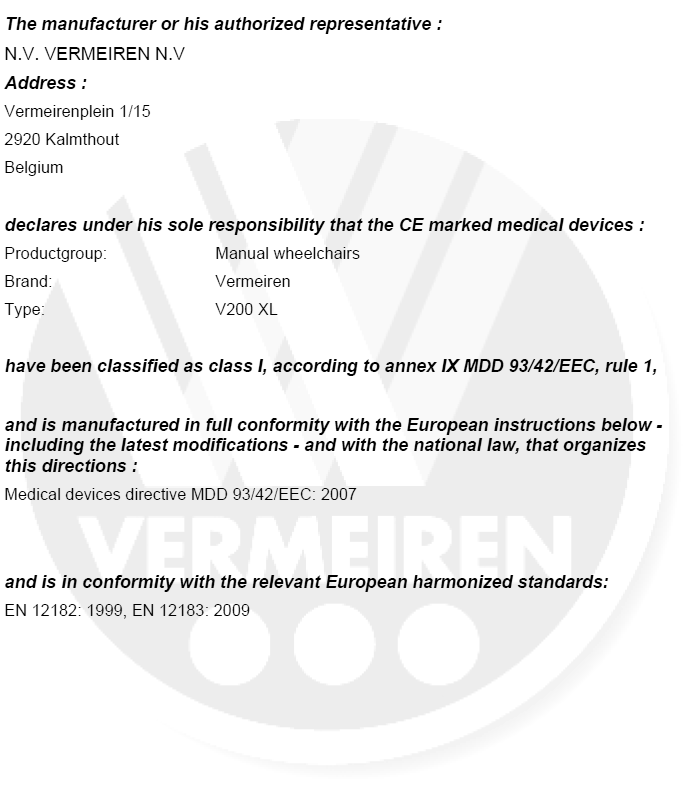 The manufacturer or his authorized representative :
N.V. VERMEIREN N.V
Address :
Vermeirenplein 1/15
2920 Kalmthout
Belgium
declares under his sole responsibility that the CE marked medical devices :
Productgroup: Manual wheelchairs
Brand: Vermeiren
Type: V200 XL
have been classified as class I, according to annex IX MDD 93/42/EEC, rule 1,
and is manufactured in full conformity with the European instructions below -
including the latest modifications - and with the national law, that organizes
this directions :
Medical devices directive MDD 93/42/EEC: 2007
VERMEIREN
and is in conformity with the relevant European harmonized standards:
EN 12182: 1999, EN 12183: 2009